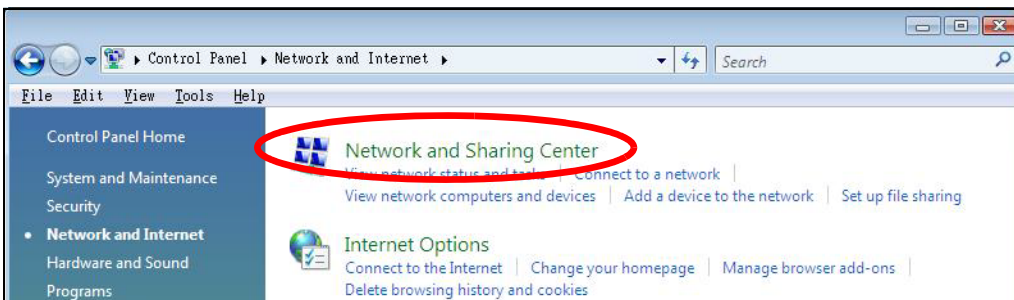 Control Panel ▸ Network and Internet ▸
Search
File Edit View Tools Help
Control Panel Home
System and Maintenance
Security
• Network and Internet
Hardware and Sound
Programs
Network and Sharing Center
View network status and tasks | Connect to a network |
View network computers and devices | Add a device to the network | Set up file sharing
Internet Options
Connect to the Internet | Change your homepage | Manage browser add-ons |
Delete browsing history and cookies